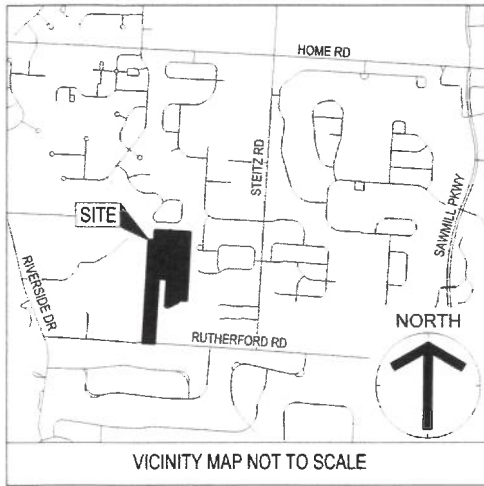 HOME RD
STEITZ RD
SAWMILL PKWY
SITE
RIVERSIDE DR
NORTH
RUTHERFORD RD
VICINITY MAP NOT TO SCALE